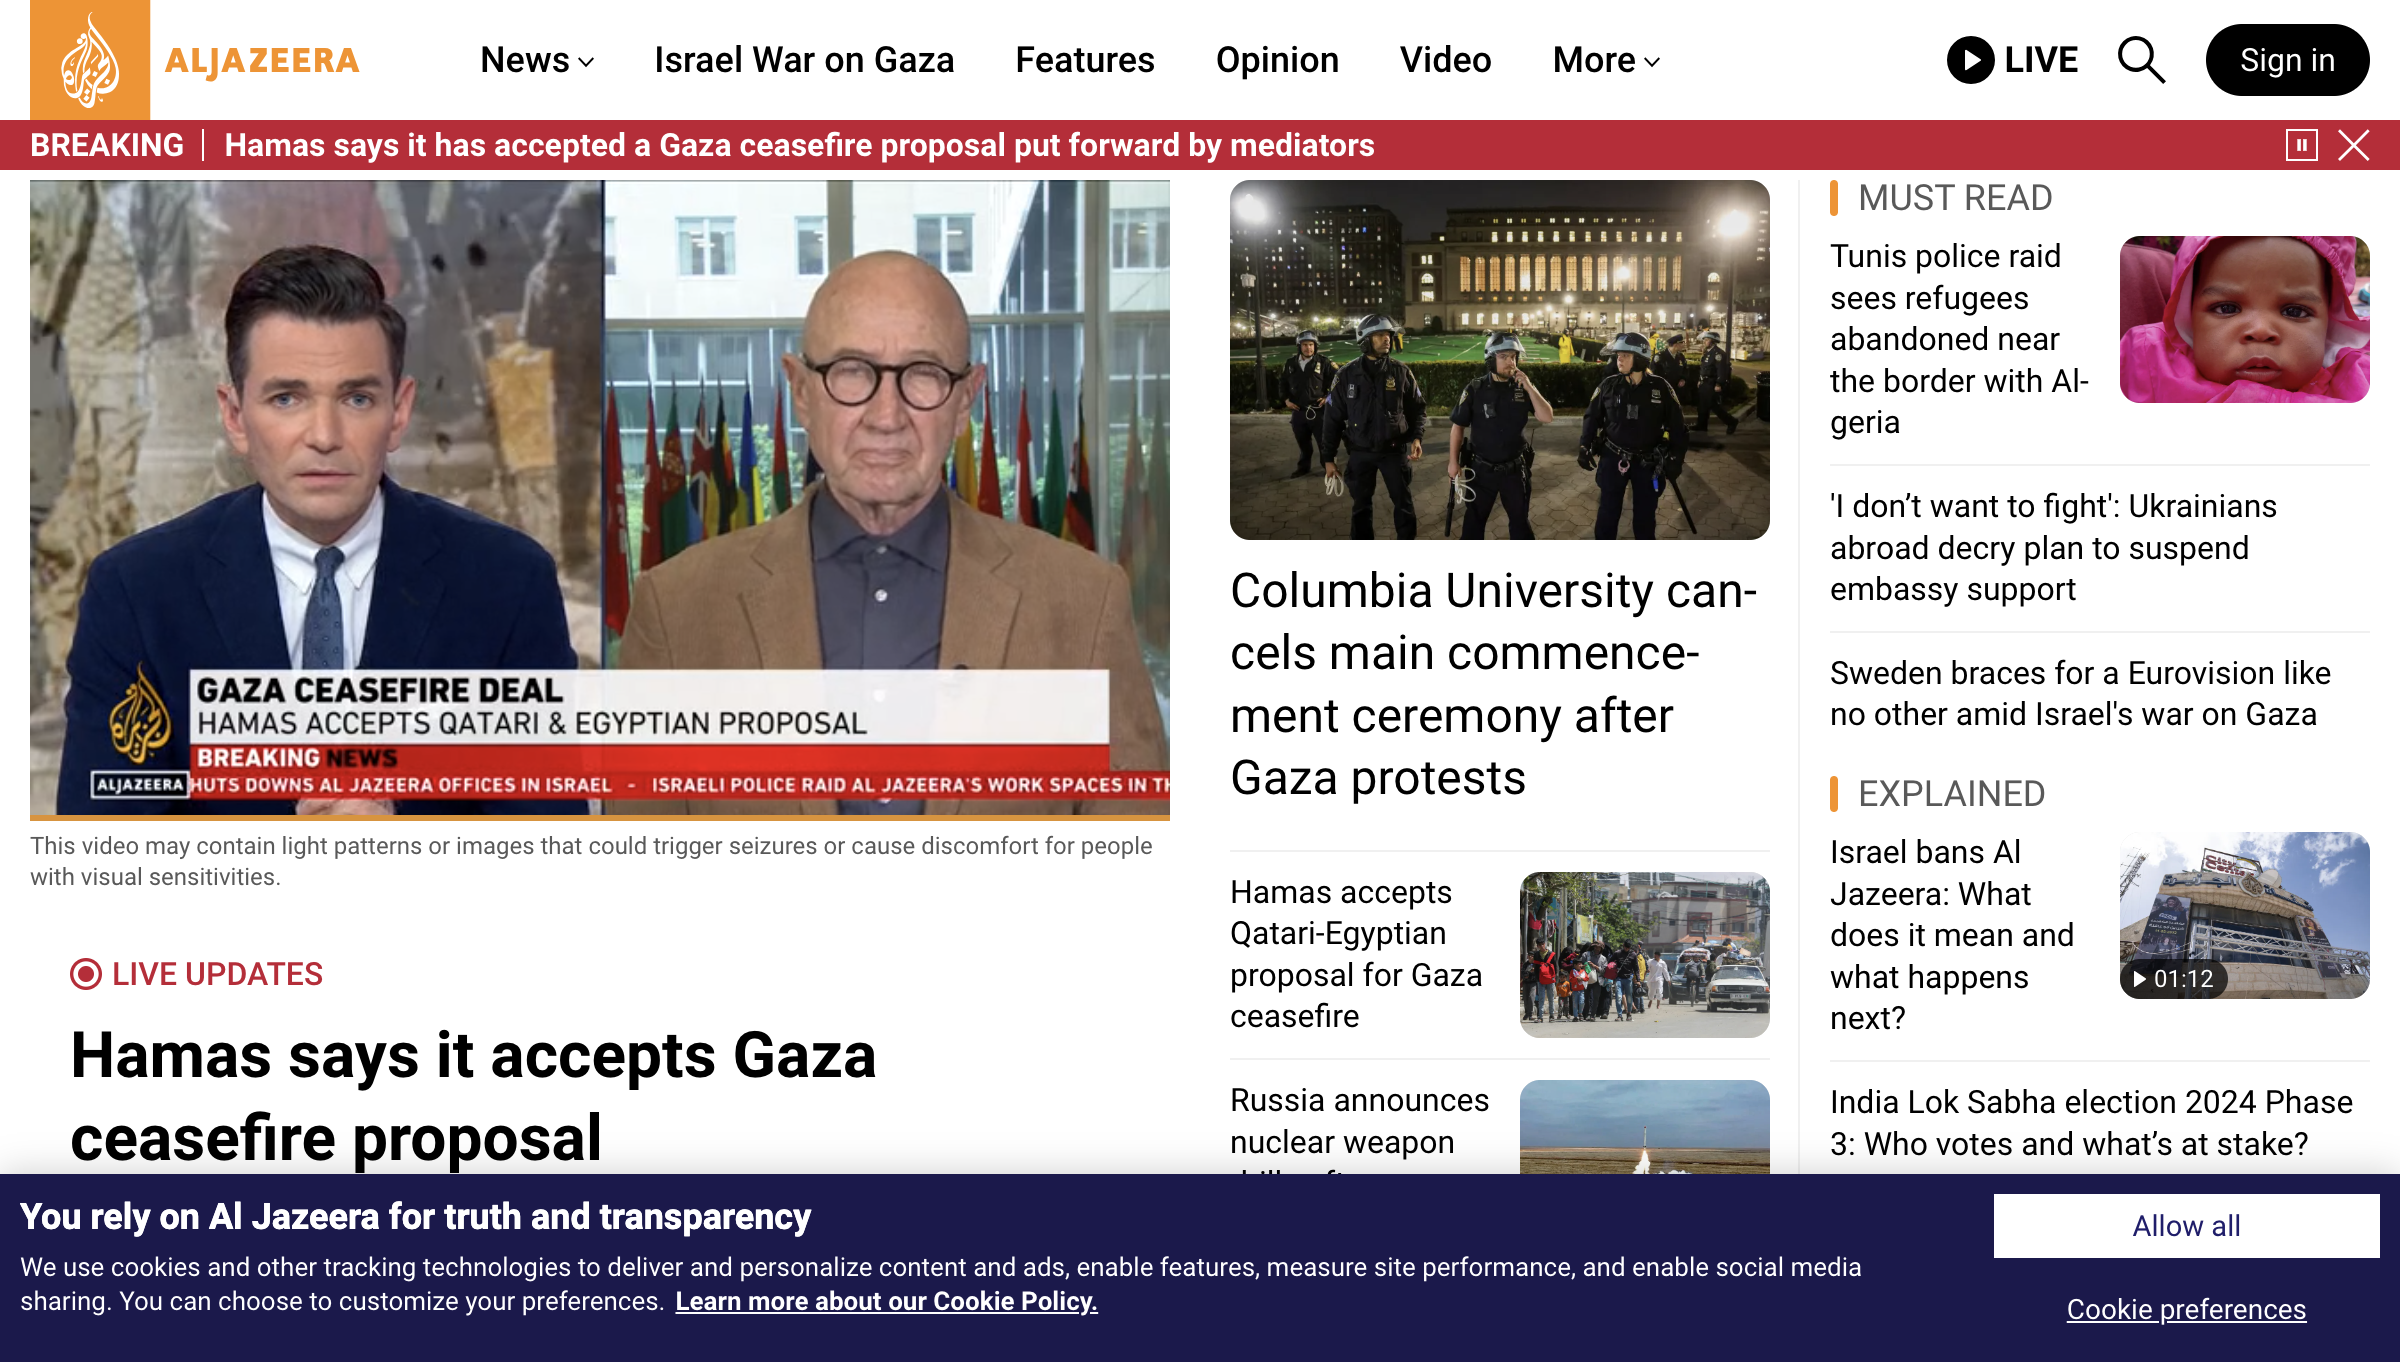 ALJAZEERA
News
Israel War on Gaza
Features
Opinion
Video
More
LIVE
Sign in
BREAKING
Hamas says it has accepted a Gaza ceasefire proposal put forward by mediators
GAZA CEASEFIRE DEAL
HAMAS ACCEPTS QATARI & EGYPTIAN PROPOSAL
BREAKING NEWS
ALJAZEERA
HUTS DOWNS AL JAZEERA OFFICES IN ISRAEL - ISRAELI POLICE RAID AL JAZEERA'S WORK SPACES IN TH
This video may contain light patterns or images that could trigger seizures or cause discomfort for people
with visual sensitivities.
LIVE UPDATES
Hamas says it accepts Gaza
ceasefire proposal
Columbia University can-
cels main commence-
ment ceremony after
Gaza protests
Hamas accepts
Qatari-Egyptian
proposal for Gaza
ceasefire
Russia announces
nuclear weapon
MUST READ
Tunis police raid
sees refugees
abandoned near
the border with Al-
geria
'I don’t want to fight': Ukrainians
abroad decry plan to suspend
embassy support
Sweden braces for a Eurovision like
no other amid Israel's war on Gaza
EXPLAINED
Israel bans Al
Jazeera: What
does it mean and
what happens
next?
01:12
India Lok Sabha election 2024 Phase
3: Who votes and what’s at stake?
You rely on Al Jazeera for truth and transparency
We use cookies and other tracking technologies to deliver and personalize content and ads, enable features, measure site performance, and enable social media
sharing. You can choose to customize your preferences. Learn more about our Cookie Policy.
Allow all
Cookie preferences